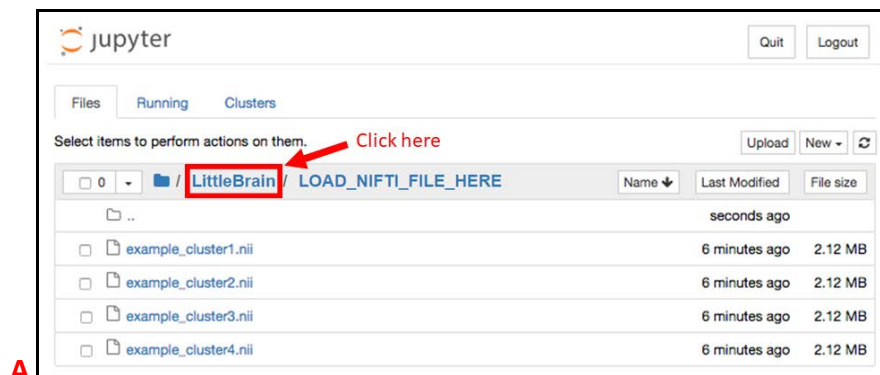 jupyter
Quit Logout
Files Running Clusters
Select items to perform actions on them. Click here
Upload New
0 / LittleBrain / LOAD_NIFTI_FILE_HERE Name Last Modified File size
.. seconds ago
example_cluster1.nii 6 minutes ago 2.12 MB
example_cluster2.nii 6 minutes ago 2.12 MB
example_cluster3.nii 6 minutes ago 2.12 MB
example_cluster4.nii 6 minutes ago 2.12 MB
A